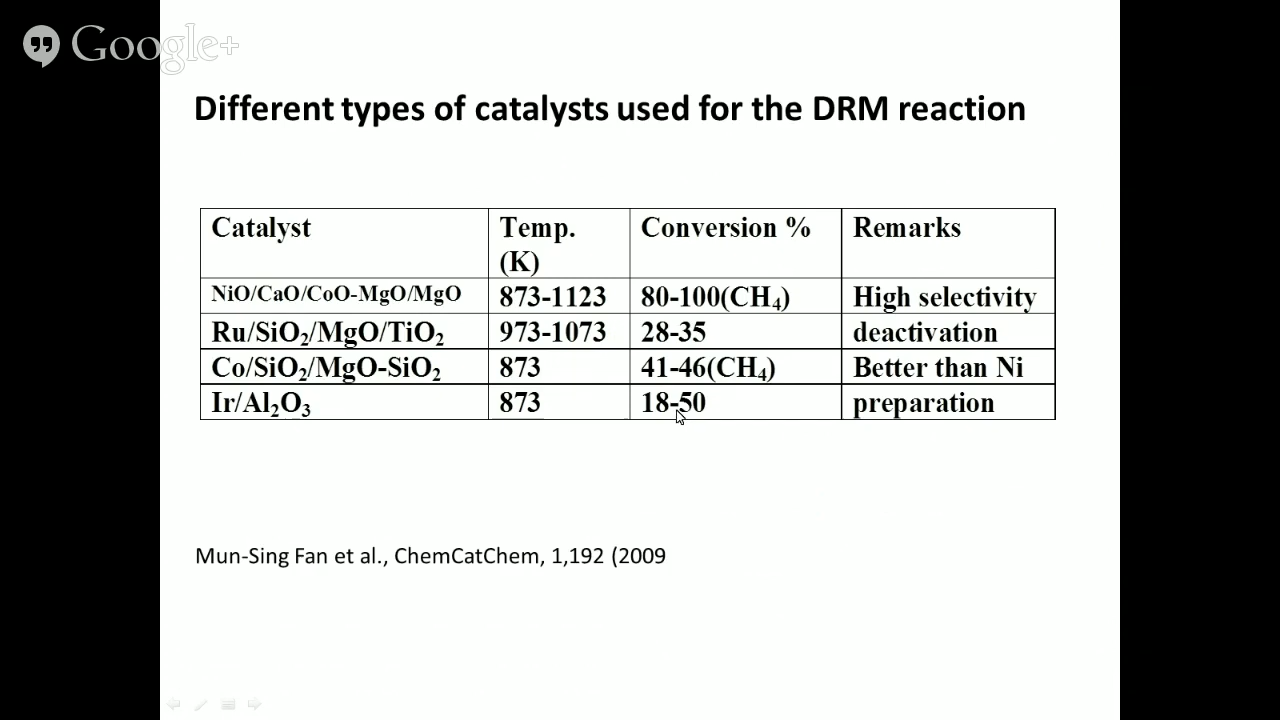 Google+
Different types of catalysts used for the DRM reaction
Catalyst Temp. (K) Conversion % Remarks
NiO/CaO/CoO-MgO/MgO 873-1123 80-100(CH₄) High selectivity
Ru/SiO₂/MgO/TiO₂ 973-1073 28-35 deactivation
Co/SiO₂/MgO-SiO₂ 873 41-46(CH₄) Better than Ni
Ir/Al₂O₃ 873 18-50 preparation
Mun-Sing Fan et al., ChemCatChem, 1,192 (2009